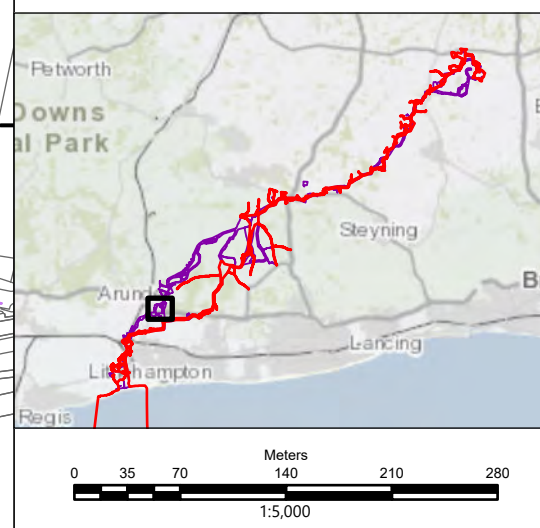 Petworth
Downs
al Park
Steyning
Arund
Lancing
Littlehampton
Regis
B
Meters
0 35 70 140 210 280
1:5,000